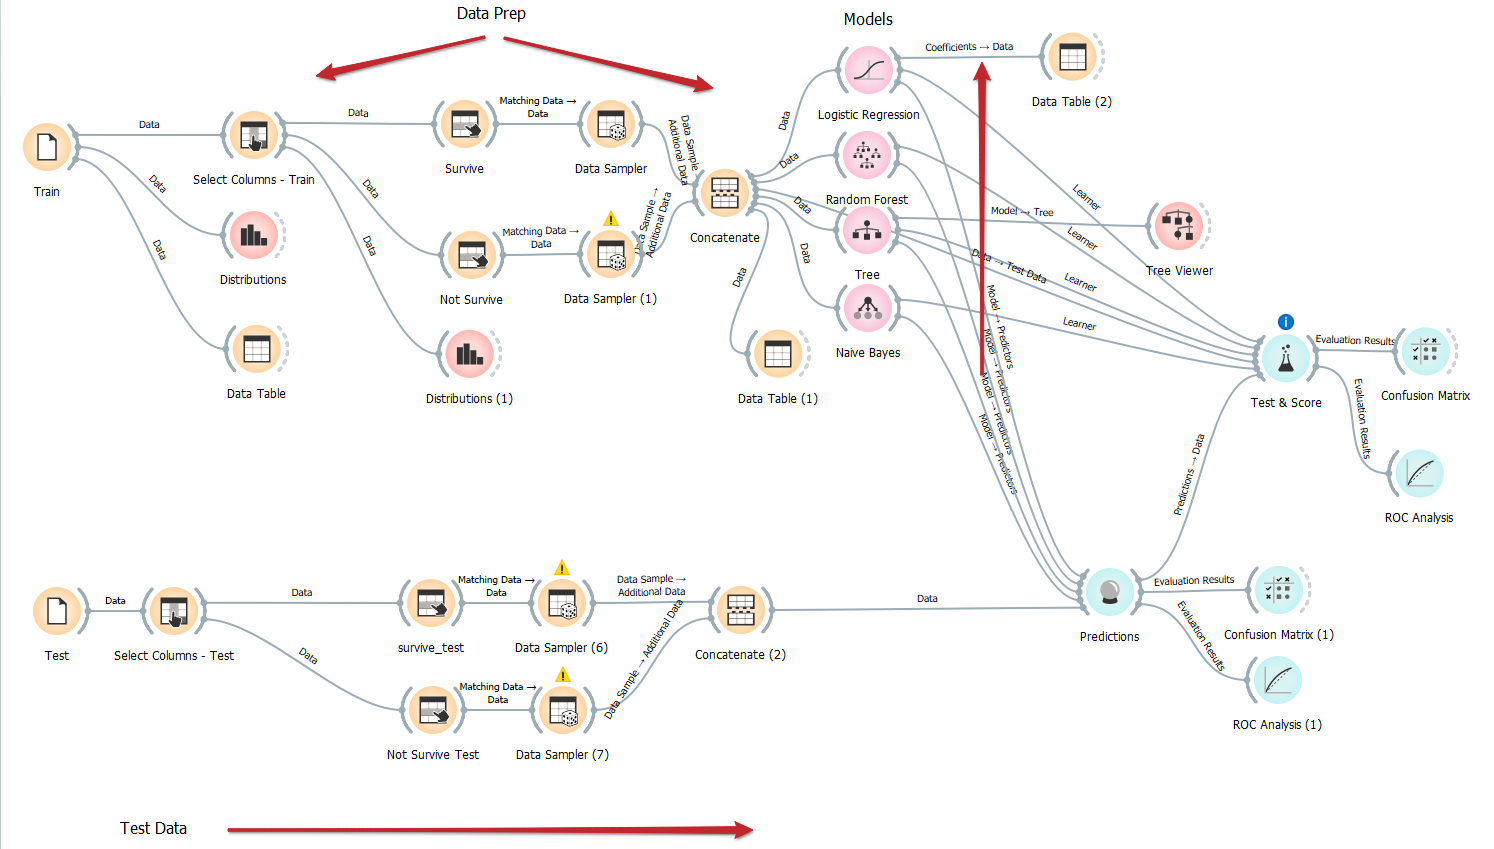 Data Prep
Models
Coefficients → Data
Data Table (2)
Logistic Regression
Data
Matching Data →
Data
Data
Train
Select Columns - Train
Survive
Data Sampler
Data Sample
Additional Data
Data
Data
Random Forest
Learner
Data
Data
Distributions
Data
Not Survive
Matching Data →
Data
Data Sampler (1)
Data Sample →
Additional Data
Concatenate
Data
Tree
Model → Tree
Tree Viewer
Learner
Data → Test Data
Learner
Data
Data Table
Data
Distributions (1)
Data
Data
Data Table (1)
Naive Bayes
Learner
Model → Predictors
Model → Predictors
Model → Predictors
Model → Predictors
i
Test & Score
Evaluation Results
Confusion Matrix
Evaluation Results
ROC Analysis
Predictions → Data
Test
Data
Select Columns - Test
Data
survive_test
Matching Data →
Data
Data Sampler (6)
Data Sample →
Additional Data
Concatenate (2)
Data
Predictions
Evaluation Results
Confusion Matrix (1)
Evaluation Results
ROC Analysis (1)
Data
Not Survive Test
Matching Data →
Data
Data Sampler (7)
Data Sample → Additional Data
Test Data